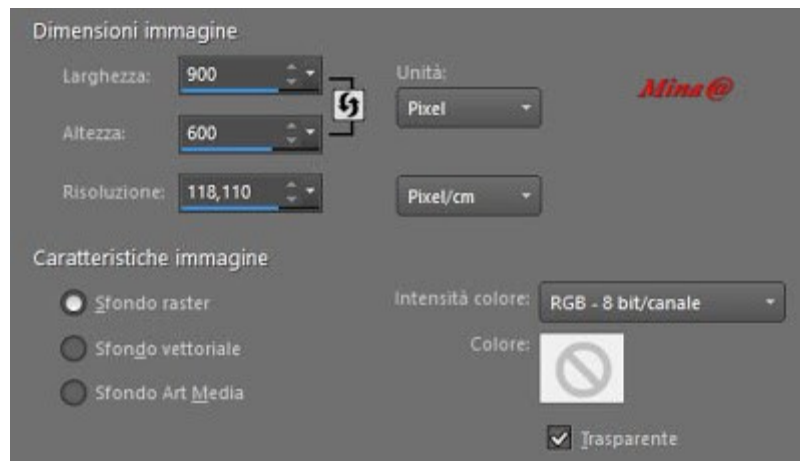 Dimensioni immagine
Larghezza: 900 Unità:
Mina@
Pixel
Altezza: 600
Risoluzione: 118,110 Pixel/cm
Caratteristiche immagine
Sfondo raster Intensità colore: RGB - 8 bit/canale
Sfondo vettoriale Colore:
Sfondo Art Media
Trasparente